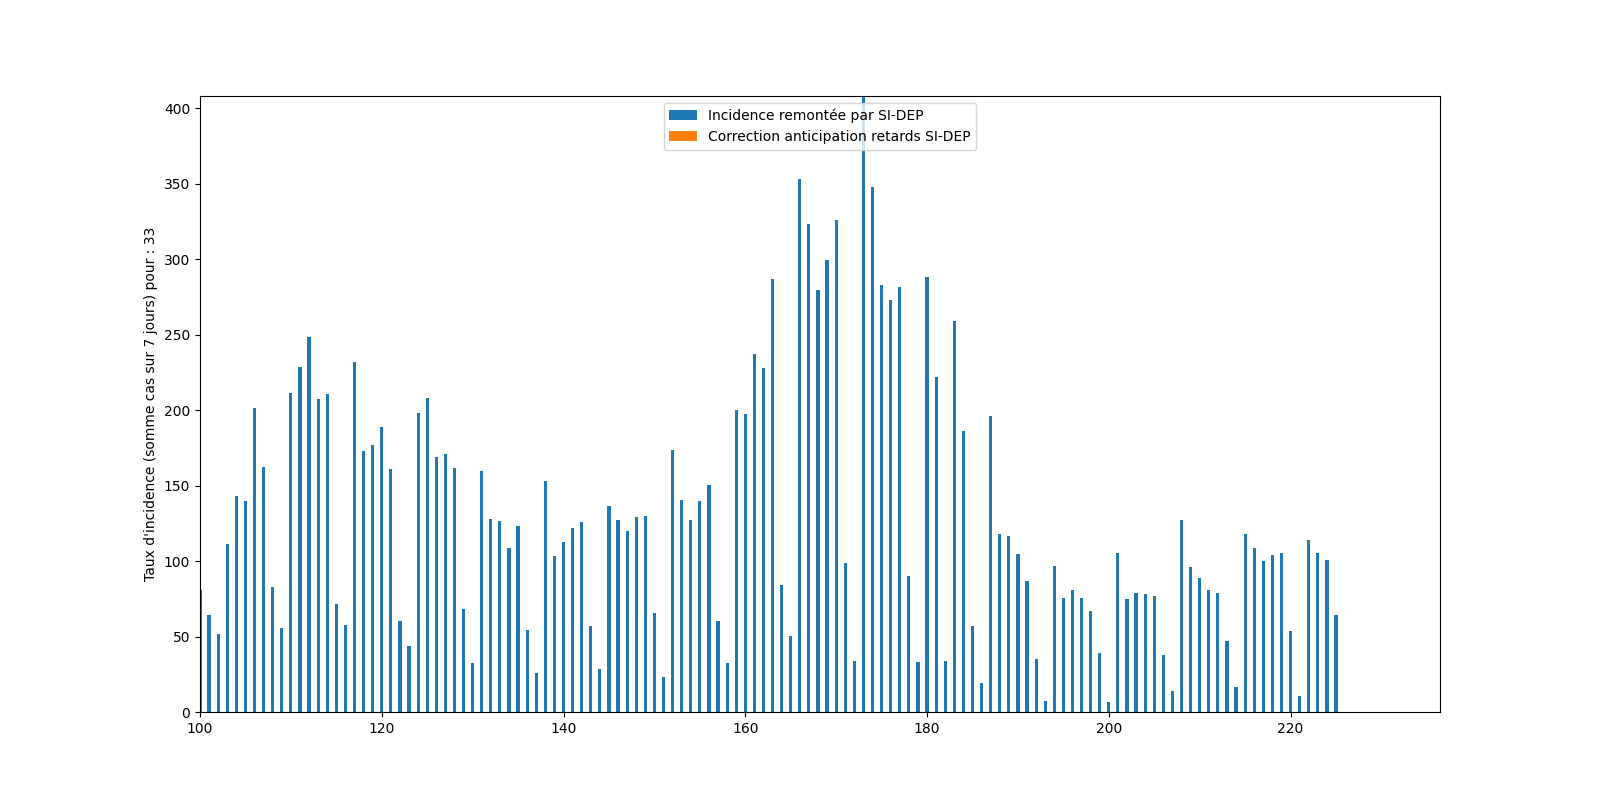 Incidence remontée par SI-DEP
Correction anticipation retards SI-DEP
Taux d'incidence (somme cas sur 7 jours) pour : 33
400
350
300
250
200
150
100
50
0
100 120 140 160 180 200 220